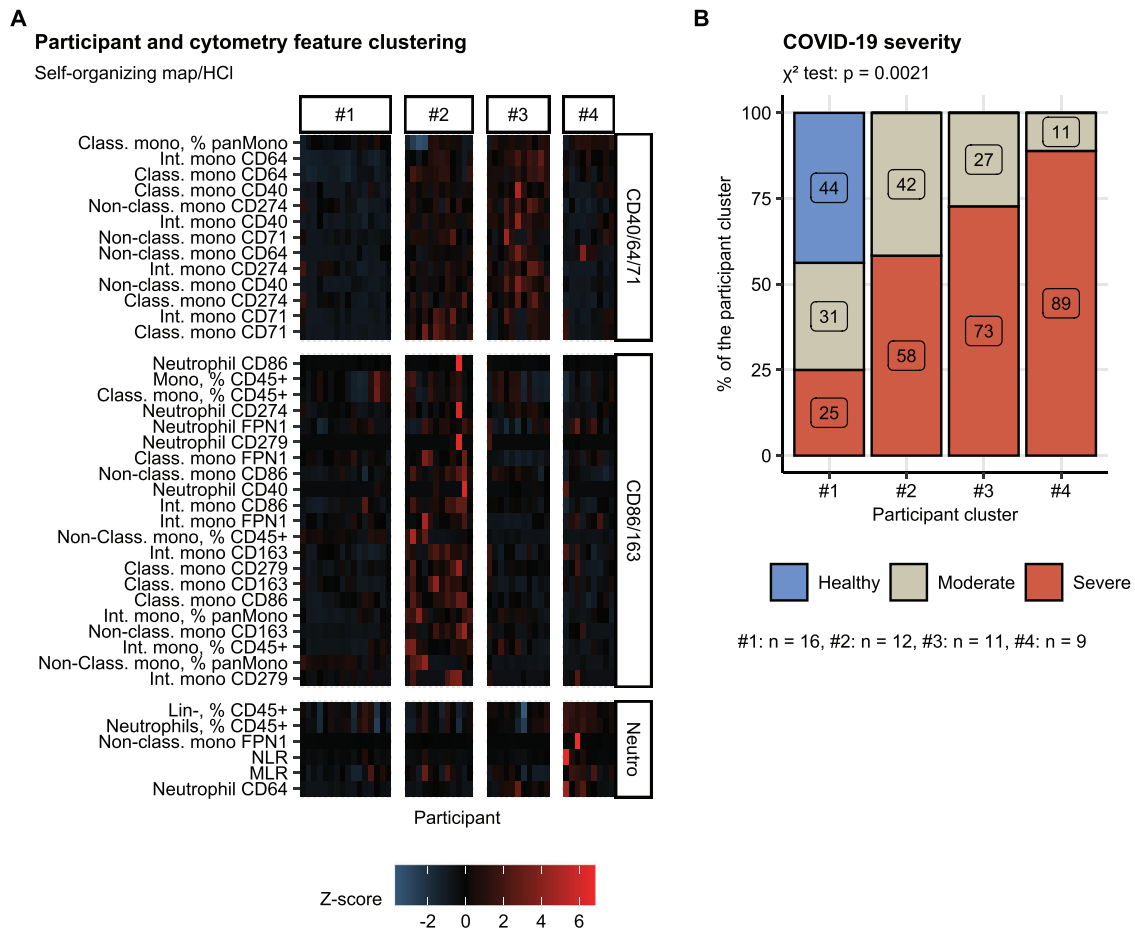 A
Participant and cytometry feature clustering
Self-organizing map/HCl
#1
#2
#3
#4
Class. mono, % panMono
Int. mono CD64
Class. mono CD64
Class. mono CD40
Non-class. mono CD274
Int. mono CD40
Non-class. mono CD71
Non-class. mono CD64
Int. mono CD274
Non-class. mono CD40
Class. mono CD274
Int. mono CD71
Class. mono CD71
CD40/64/71
Neutrophil CD86
Mono, % CD45+
Class. mono, % CD45+
Neutrophil CD274
Neutrophil FPN1
Neutrophil CD279
Class. mono FPN1
Non-class. mono CD86
Neutrophil CD40
Int. mono CD86
Int. mono FPN1
Non-Class. mono, % CD45+
Int. mono CD163
Class. mono CD279
Class. mono CD163
Class. mono CD86
Int. mono, % panMono
Non-class. mono CD163
Int. mono, % CD45+
Non-Class. mono, % panMono
Int. mono CD279
CD86/163
Lin-, % CD45+
Neutrophils, % CD45+
Non-class. mono FPN1
NLR
MLR
Neutrophil CD64
Neutro
Participant
Z-score
-2
0
2
4
6
B
COVID-19 severity
χ² test: p = 0.0021
% of the participant cluster
100
75
50
25
0
44
31
25
42
58
27
73
11
89
#1
#2
#3
#4
Participant cluster
Healthy
Moderate
Severe
#1: n = 16, #2: n = 12, #3: n = 11, #4: n = 9